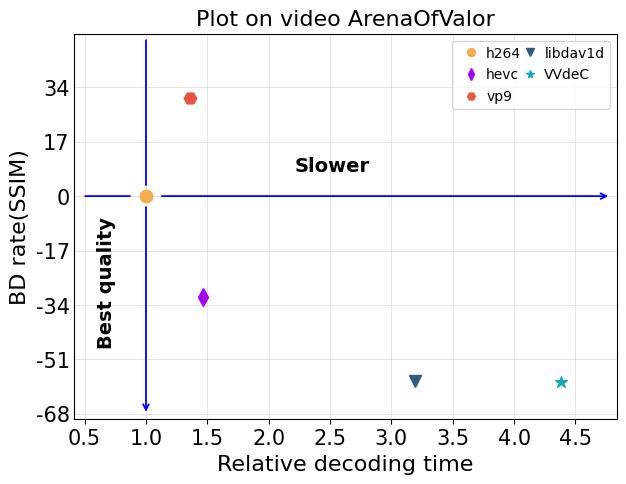 Plot on video ArenaOfValor
h264
libdav1d
hevc
VVdeC
vp9
BD rate(SSIM)
34
17
0
-17
-34
-51
-68
Slower
Best quality
0.5 1.0 1.5 2.0 2.5 3.0 3.5 4.0 4.5
Relative decoding time